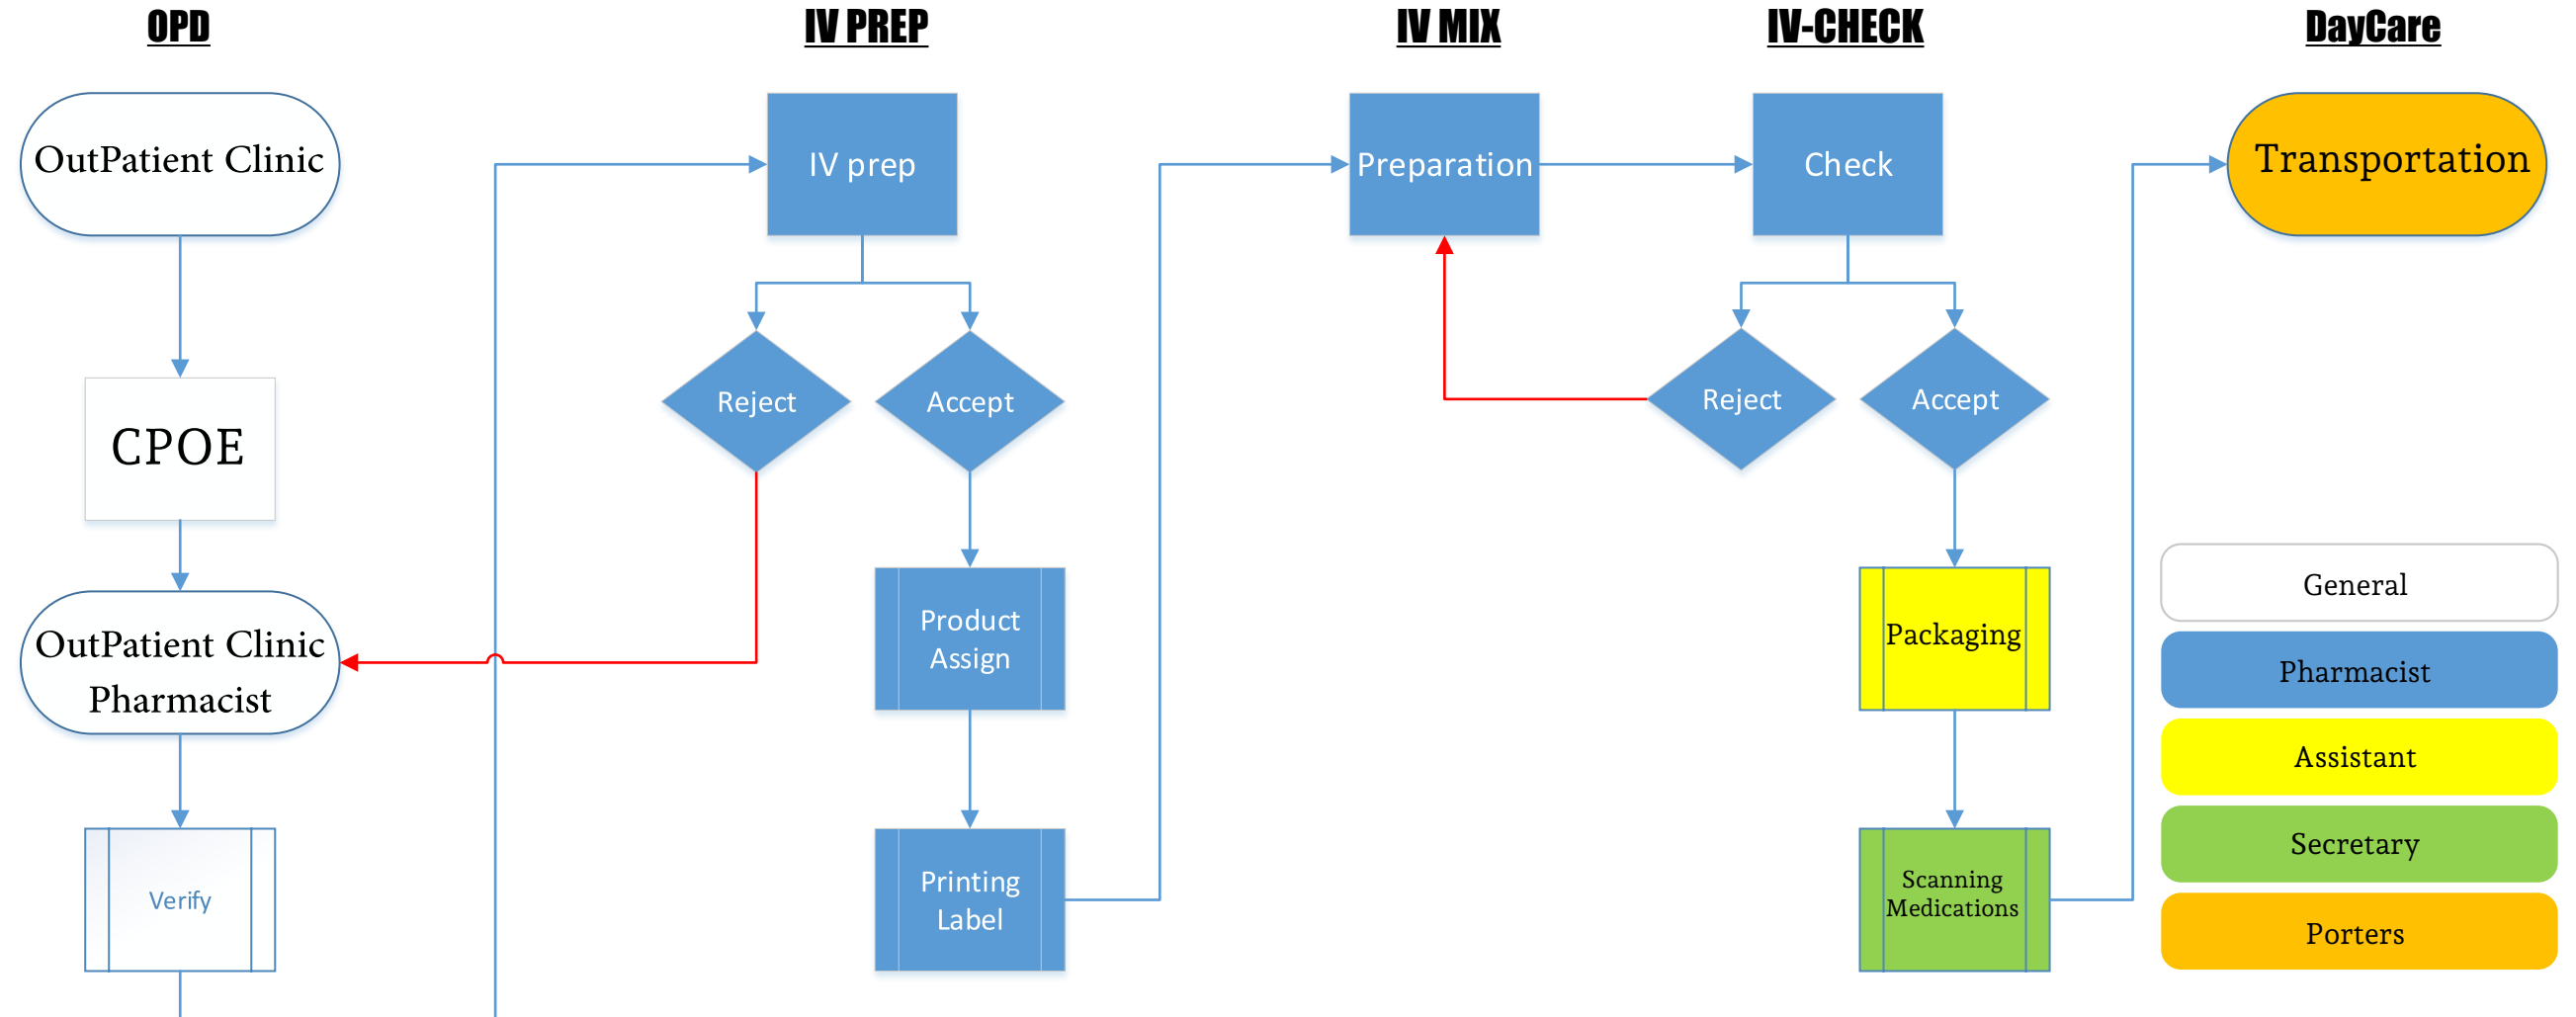 OPD
IV PREP
IV MIX
IV-CHECK
DayCare
OutPatient Clinic
IV prep
Preparation
Check
Transportation
CPOE
Reject
Accept
Reject
Accept
OutPatient Clinic
Pharmacist
Product
Assign
Packaging
Verify
Printing
Label
Scanning
Medications
General
Pharmacist
Assistant
Secretary
Porters